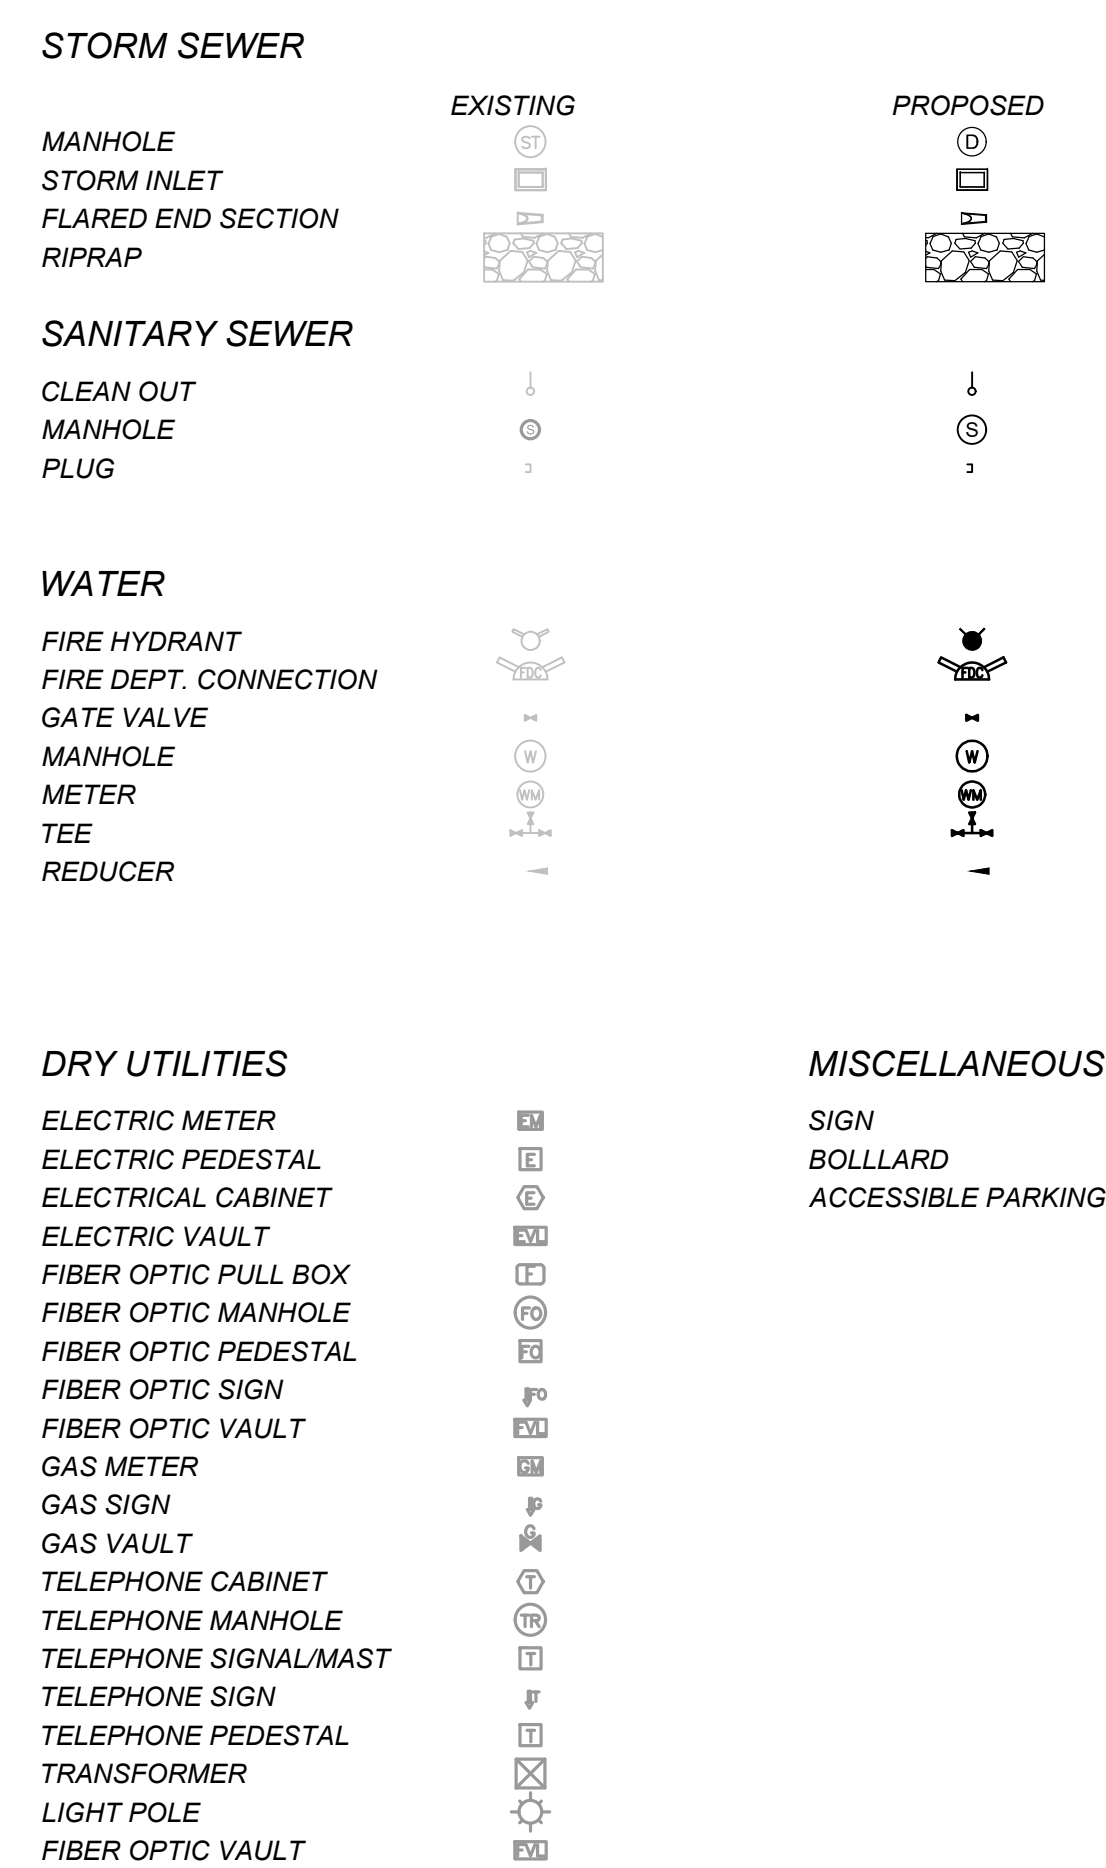 STORM SEWER
EXISTING PROPOSED
MANHOLE ST D
STORM INLET
FLARED END SECTION
RIPRAP
SANITARY SEWER
CLEAN OUT
MANHOLE S S
PLUG
WATER
FIRE HYDRANT
FIRE DEPT. CONNECTION FDC FDC
GATE VALVE
MANHOLE W W
METER WM WM
TEE
REDUCER
DRY UTILITIES MISCELLANEOUS
ELECTRIC METER EM SIGN
ELECTRIC PEDESTAL E BOLLLARD
ELECTRICAL CABINET E ACCESSIBLE PARKING
ELECTRIC VAULT EVL
FIBER OPTIC PULL BOX F
FIBER OPTIC MANHOLE FO
FIBER OPTIC PEDESTAL FO
FIBER OPTIC SIGN FO
FIBER OPTIC VAULT FVL
GAS METER GM
GAS SIGN G
GAS VAULT G
TELEPHONE CABINET T
TELEPHONE MANHOLE TR
TELEPHONE SIGNAL/MAST T
TELEPHONE SIGN T
TELEPHONE PEDESTAL T
TRANSFORMER
LIGHT POLE
FIBER OPTIC VAULT FVL